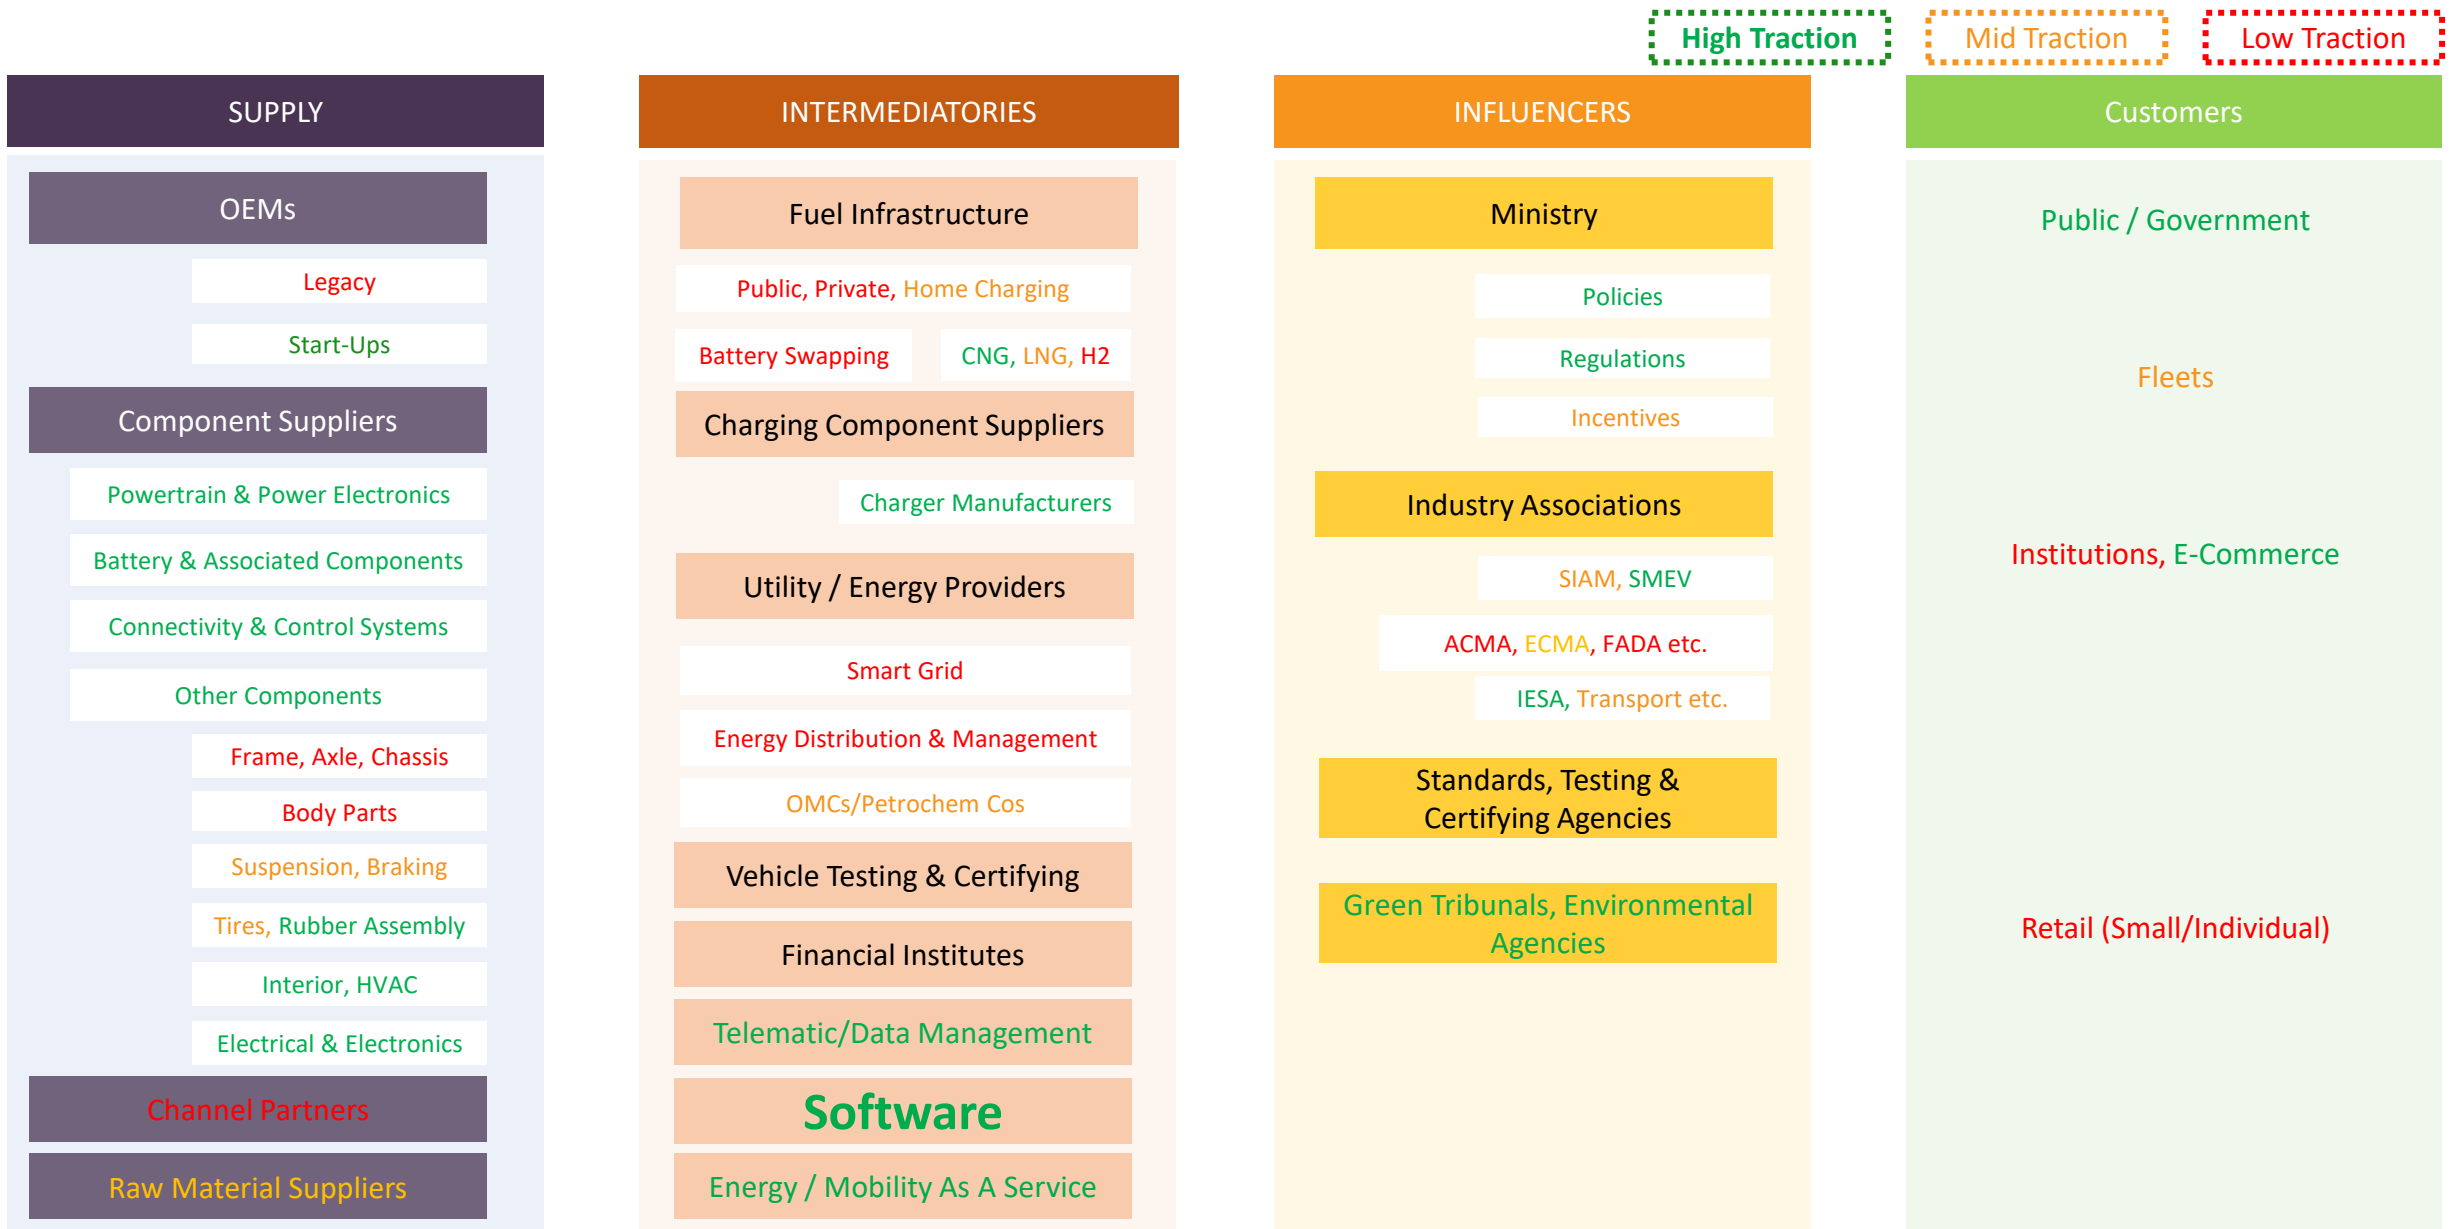 High Traction
Mid Traction
Low Traction
SUPPLY
OEMs
Legacy
Start-Ups
Component Suppliers
Powertrain & Power Electronics
Battery & Associated Components
Connectivity & Control Systems
Other Components
Frame, Axle, Chassis
Body Parts
Suspension, Braking
Tires, Rubber Assembly
Interior, HVAC
Electrical & Electronics
Channel Partners
Raw Material Suppliers
INTERMEDIATORIES
Fuel Infrastructure
Public, Private, Home Charging
Battery Swapping
CNG, LNG, H2
Charging Component Suppliers
Charger Manufacturers
Utility / Energy Providers
Smart Grid
Energy Distribution & Management
OMCs/Petrochem Cos
Vehicle Testing & Certifying
Financial Institutes
Telematic/Data Management
Software
Energy / Mobility As A Service
INFLUENCERS
Ministry
Policies
Regulations
Incentives
Industry Associations
SIAM, SMEV
ACMA, ECMA, FADA etc.
IESA, Transport etc.
Standards, Testing &
Certifying Agencies
Green Tribunals, Environmental
Agencies
Customers
Public / Government
Fleets
Institutions, E-Commerce
Retail (Small/Individual)